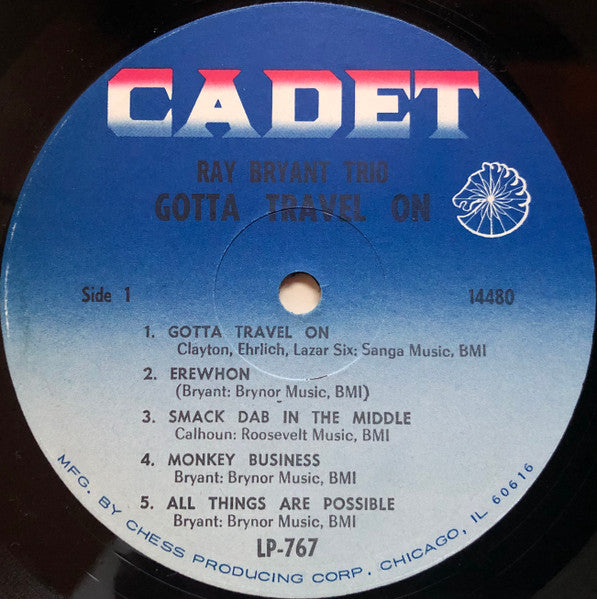 CADET
RAY BRYANT TRIO
GOTTA TRAVEL ON
Side 1
14480
1. GOTTA TRAVEL ON
Clayton, Ehrlich, Lazar Six: Sanga Music, BMI
2. EREWHON
(Bryant: Brynor Music, BMI)
3. SMACK DAB IN THE MIDDLE
Calhoun: Roosevelt Music, BMI
4. MONKEY BUSINESS
Bryant: Brynor Music, BMI
5. ALL THINGS ARE POSSIBLE
Bryant: Brynor Music, BMI
LP-767
MFG. BY CHESS PRODUCING CORP. CHICAGO, IL 60616